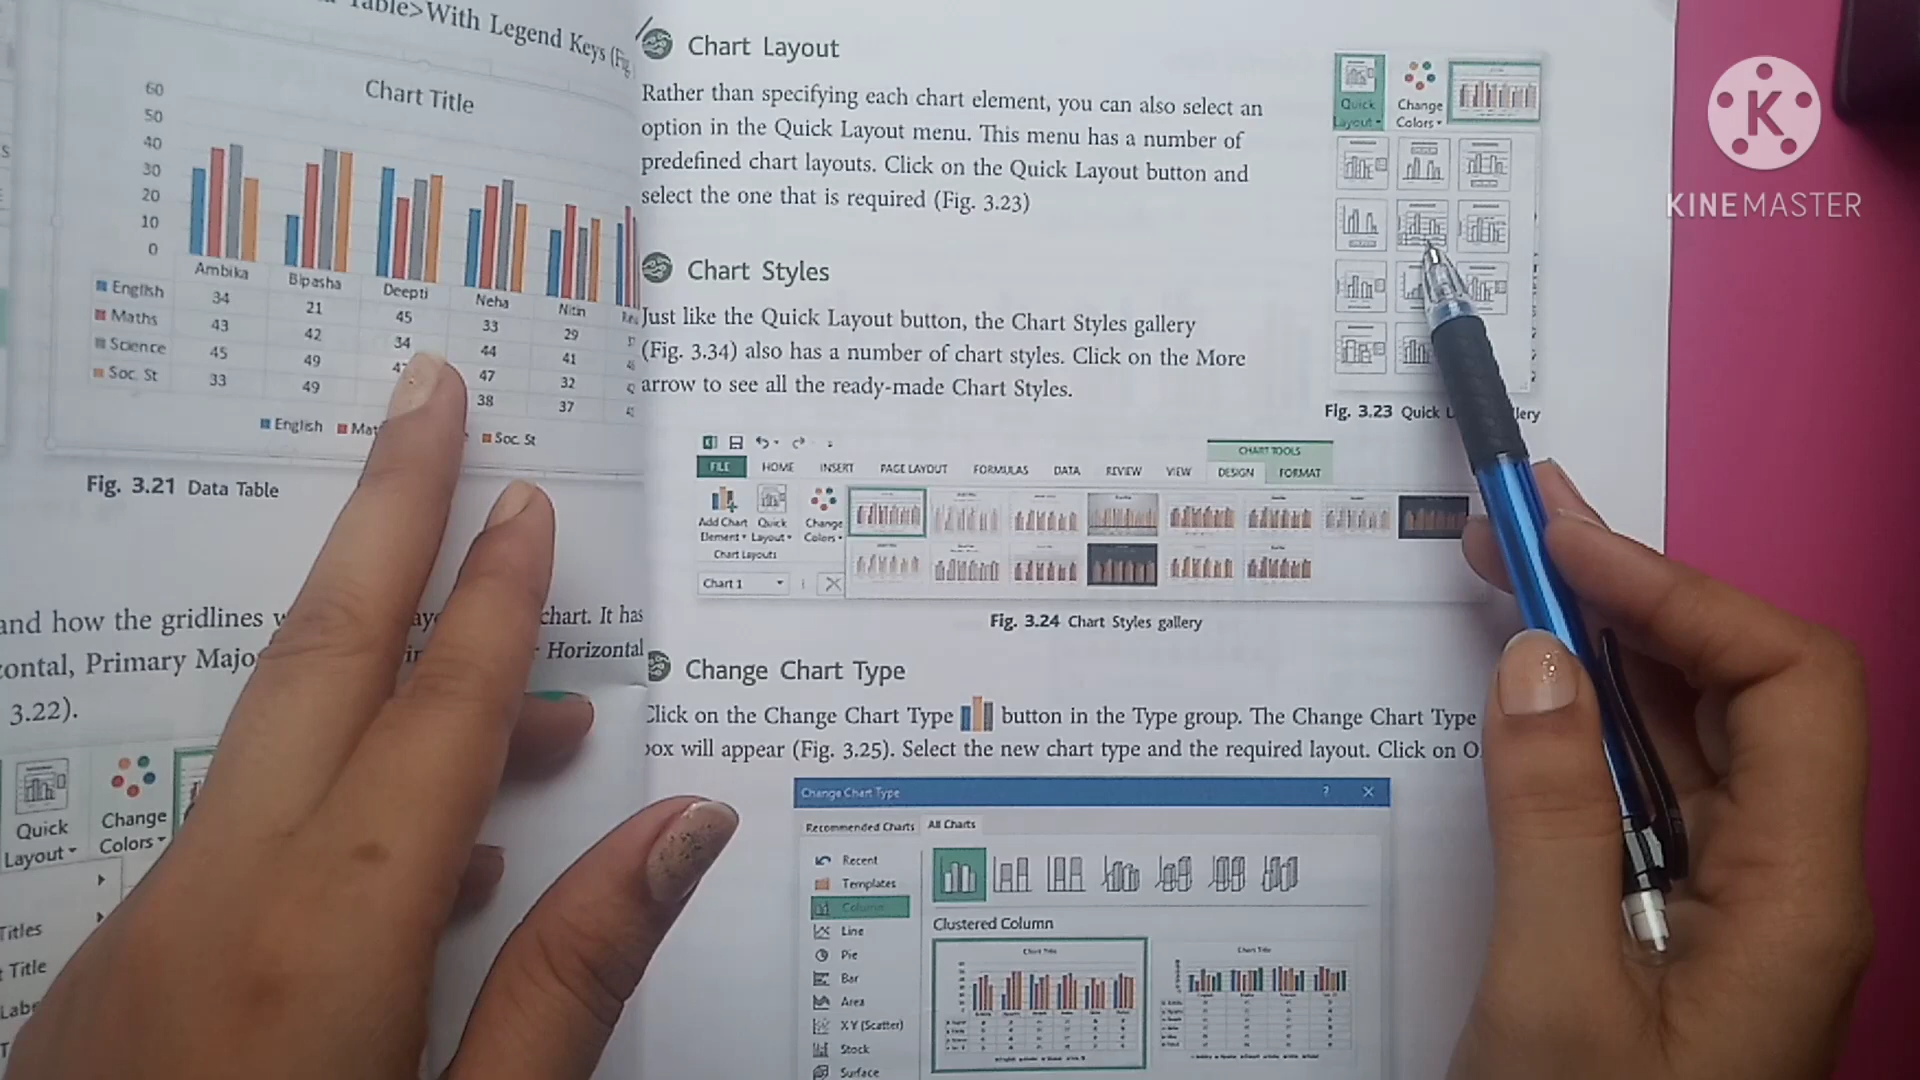 Table>With Legend Keys (Fig
Chart Title
60
50
40
30
20
10
0
Ambika Bipasha Deepti Neha Nitin
English 34 21 45 33 29
Maths 43 42 34 44 41
Science 45 49 47 32
Soc. St 33 49 38 37
English Soc. St
Fig. 3.21 Data Table
and how the gridlines chart. It has
Primary Horizontal
3.22).
Quick
Layout
Change
Colors
Titles
Title
Chart Layout
Rather than specifying each chart element, you can also select an
option in the Quick Layout menu. This menu has a number of
predefined chart layouts. Click on the Quick Layout button and
select the one that is required (Fig. 3.23)
Quick
Layout
Change
Colors
Fig. 3.23 Quick
Chart Styles
Just like the Quick Layout button, the Chart Styles gallery
(Fig. 3.34) also has a number of chart styles. Click on the More
arrow to see all the ready-made Chart Styles.
CHART TOOLS
FILE HOME INSERT PAGE LAYOUT FORMULAS DATA REVIEW VIEW DESIGN FORMAT
Add Chart Quick Change
Element Layout Colors
Chart Layouts
Chart 1
Fig. 3.24 Chart Styles gallery
Change Chart Type
Click on the Change Chart Type button in the Type group. The Change Chart Type
box will appear (Fig. 3.25). Select the new chart type and the required layout. Click on
Change Chart Type ? ×
Recommended Charts All Charts
Recent
Templates
Column
Line
Pie
Bar
Area
XY (Scatter)
Stock
Surface
Clustered Column
Chart Title
Chart Title
K
KINEMASTER